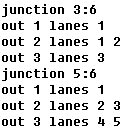 junction 3:6
out 1 lanes 1
out 2 lanes 1 2
out 3 lanes 3
junction 5:6
out 1 lanes 1
out 2 lanes 2 3
out 3 lanes 4 5